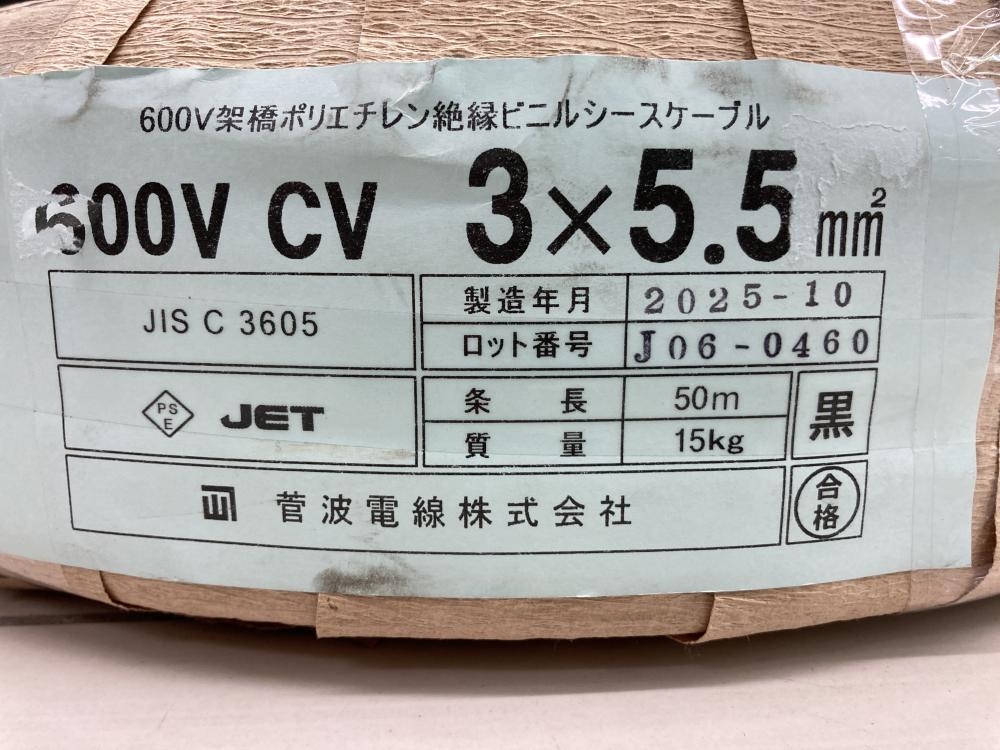 600V架橋ポリエチレン絶縁ビニルシースケーブル
600V CV 3×5.5mm²
JIS C 3605
製造年月 2025-10
ロット番号 J06-0460
PS
E
JET
条長 50m
質量 15kg
黒
菅波電線株式会社
合格